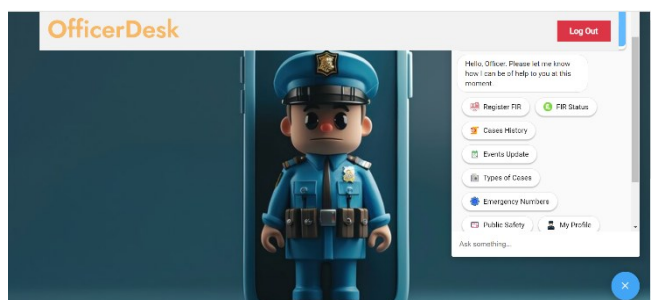 OfficerDesk
Log Out
Hello, Officer. Please let me know
how I can be of help to you at this
moment
Register FIR
FIR Status
Cases History
Events Update
Types of Cases
Emergency Numbers
Public Safety
My Profile
Ask something...